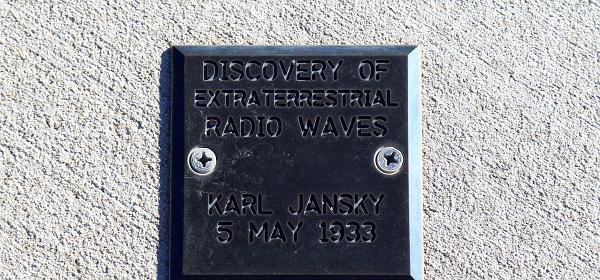 DISCOVERY OF
EXTRATERRESTRIAL
RADIO WAVES
KARL JANSKY
5 MAY 1933